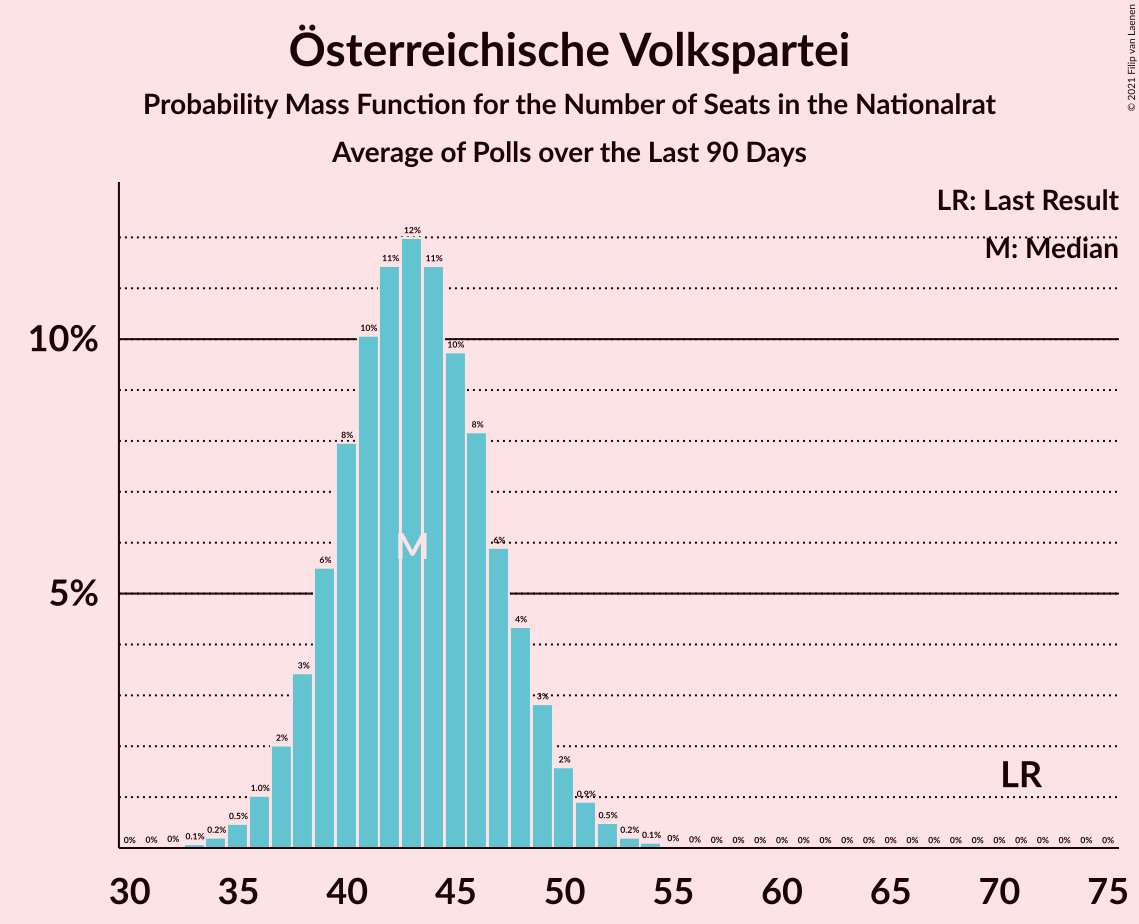 Österreichische Volkspartei
Probability Mass Function for the Number of Seats in the Nationalrat
Average of Polls over the Last 90 Days
© 2021 Filip van Laenen
LR: Last Result
M: Median
10%
5%
0% 0% 0% 0.1% 0.2% 0.5% 1.0% 2% 3% 6% 8% 10% 11% 12% 11% 10% 8% 6% 4% 3% 2% 0.9% 0.5% 0.2% 0.1% 0% 0% 0% 0% 0% 0% 0% 0% 0% 0% 0% 0% 0% 0% 0% 0% 0% 0% 0% 0% 0%
M
LR
30 35 40 45 50 55 60 65 70 75